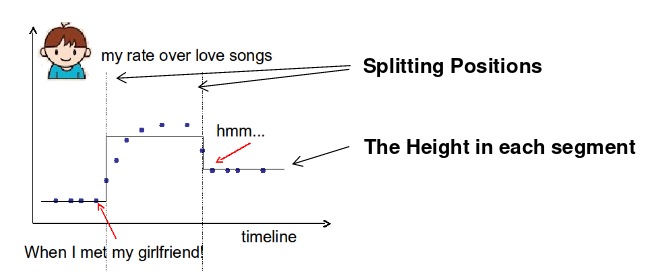 my rate over love songs
Splitting Positions
hmm...
The Height in each segment
timeline
When I met my girlfriend!